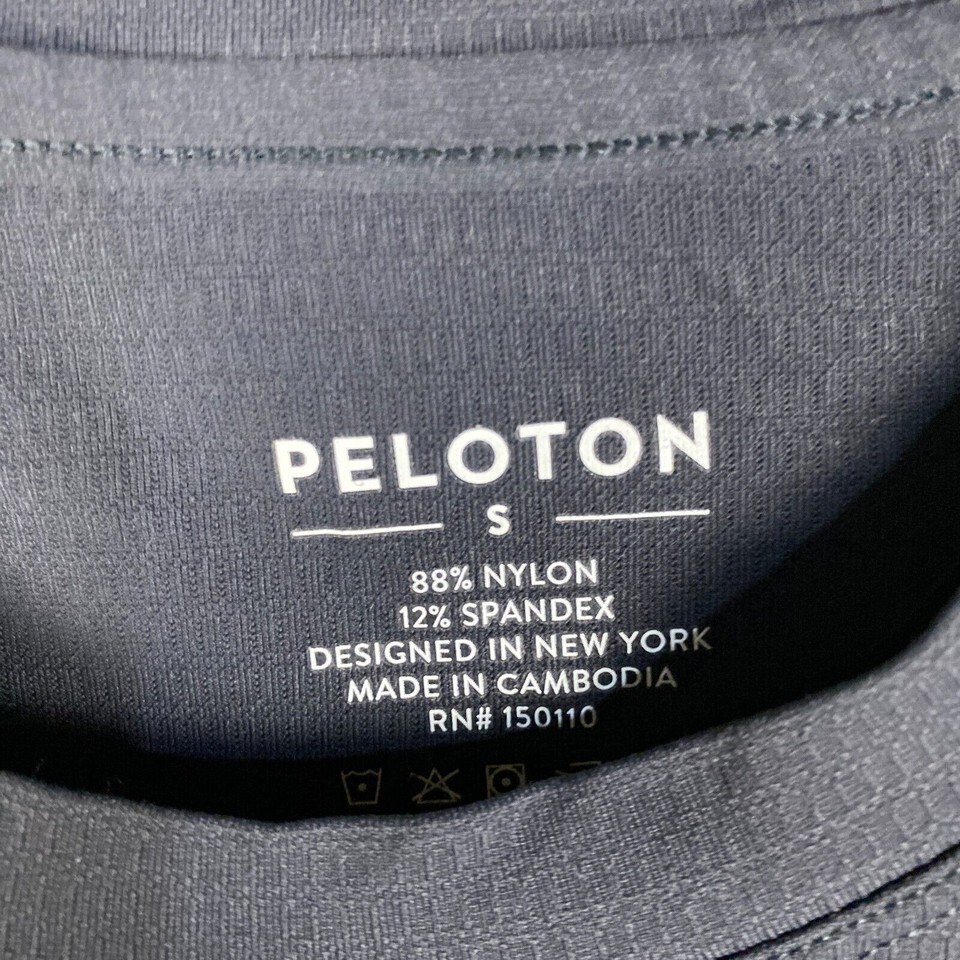 PELOTON
S
88% NYLON
12% SPANDEX
DESIGNED IN NEW YORK
MADE IN CAMBODIA
RN# 150110